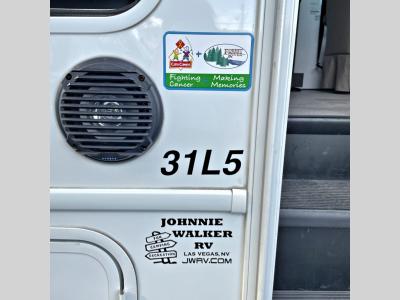 Fighting Cancer
Making Memories
31L5
JOHNNIE
WALKER
RV
LAS VEGAS, NV
JWRV.COM